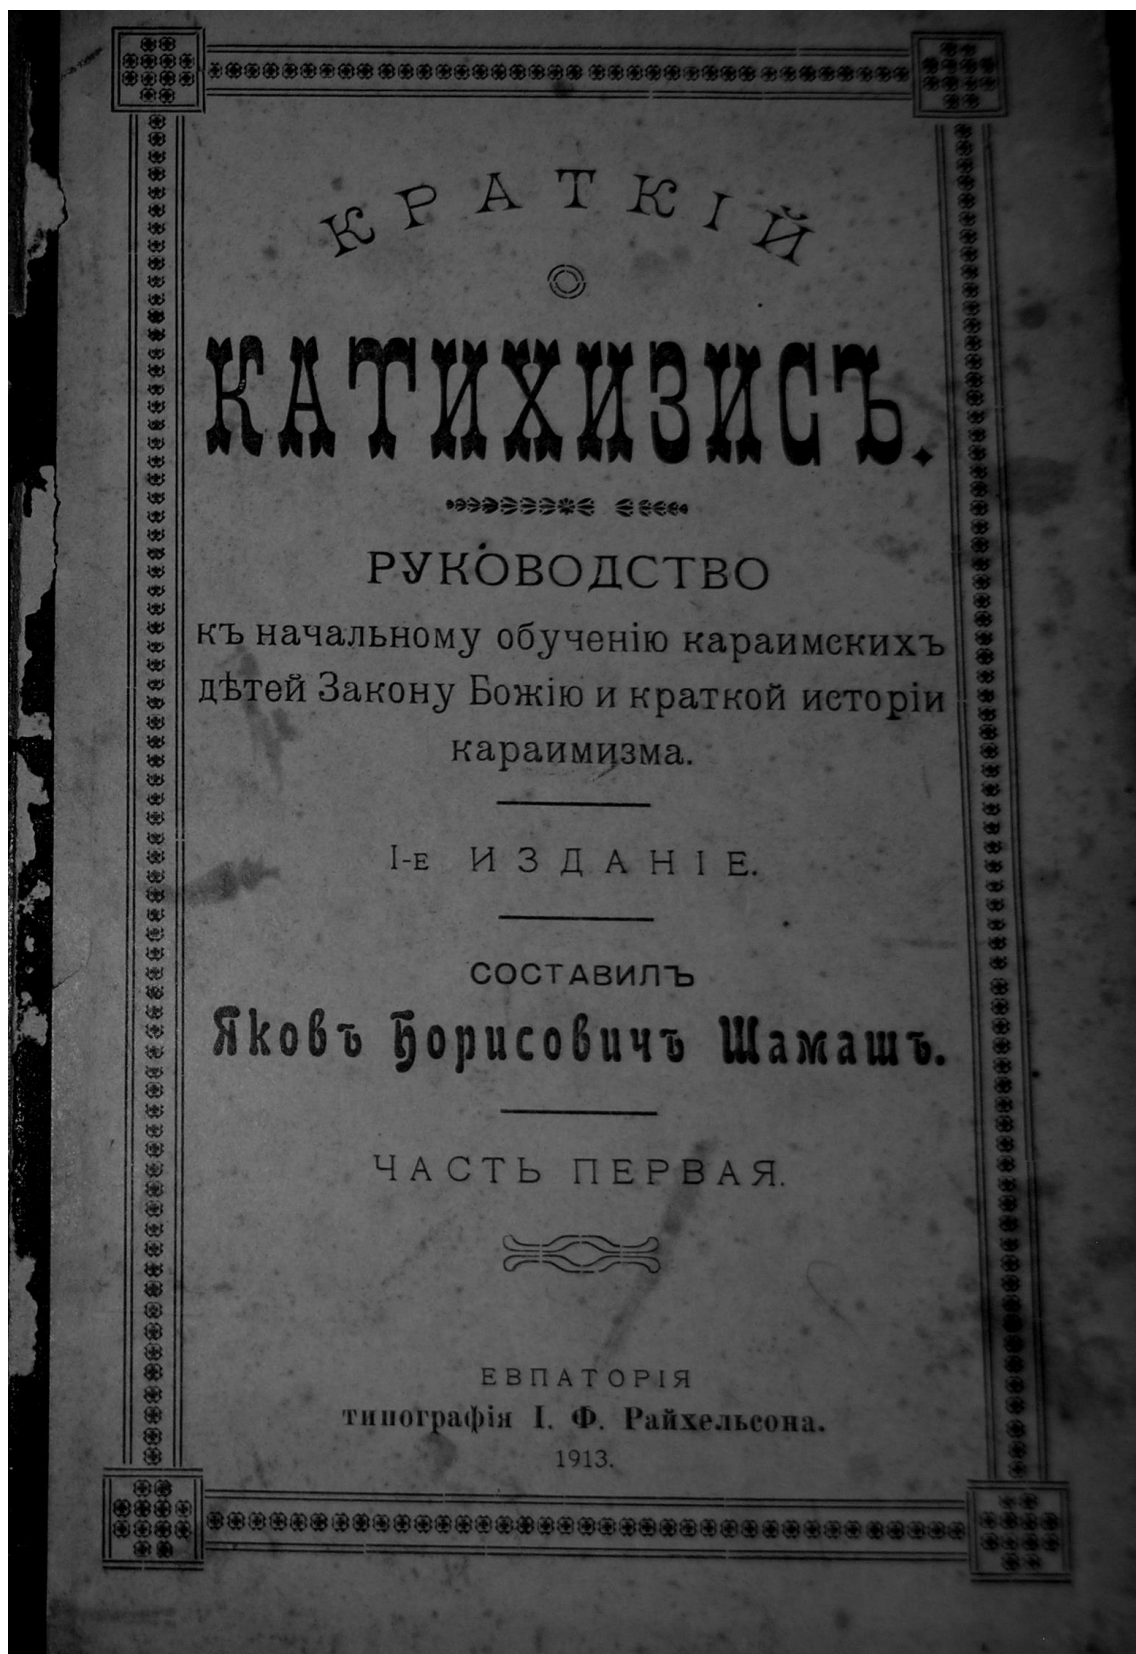 КРАТКІЙ
КАТИХИЗИСЪ.
РУКОВОДСТВО
къ начальному обученію караимскихъ
дѣтей Закону Божію и краткой исторіи
караимизма.
I-е ИЗДАНІЕ.
СОСТАВИЛЪ
Яковъ Борисовичъ Шамашъ.
ЧАСТЬ ПЕРВАЯ.
ЕВПАТОРІЯ
типографія І. Ф. Райхельсона.
1913.